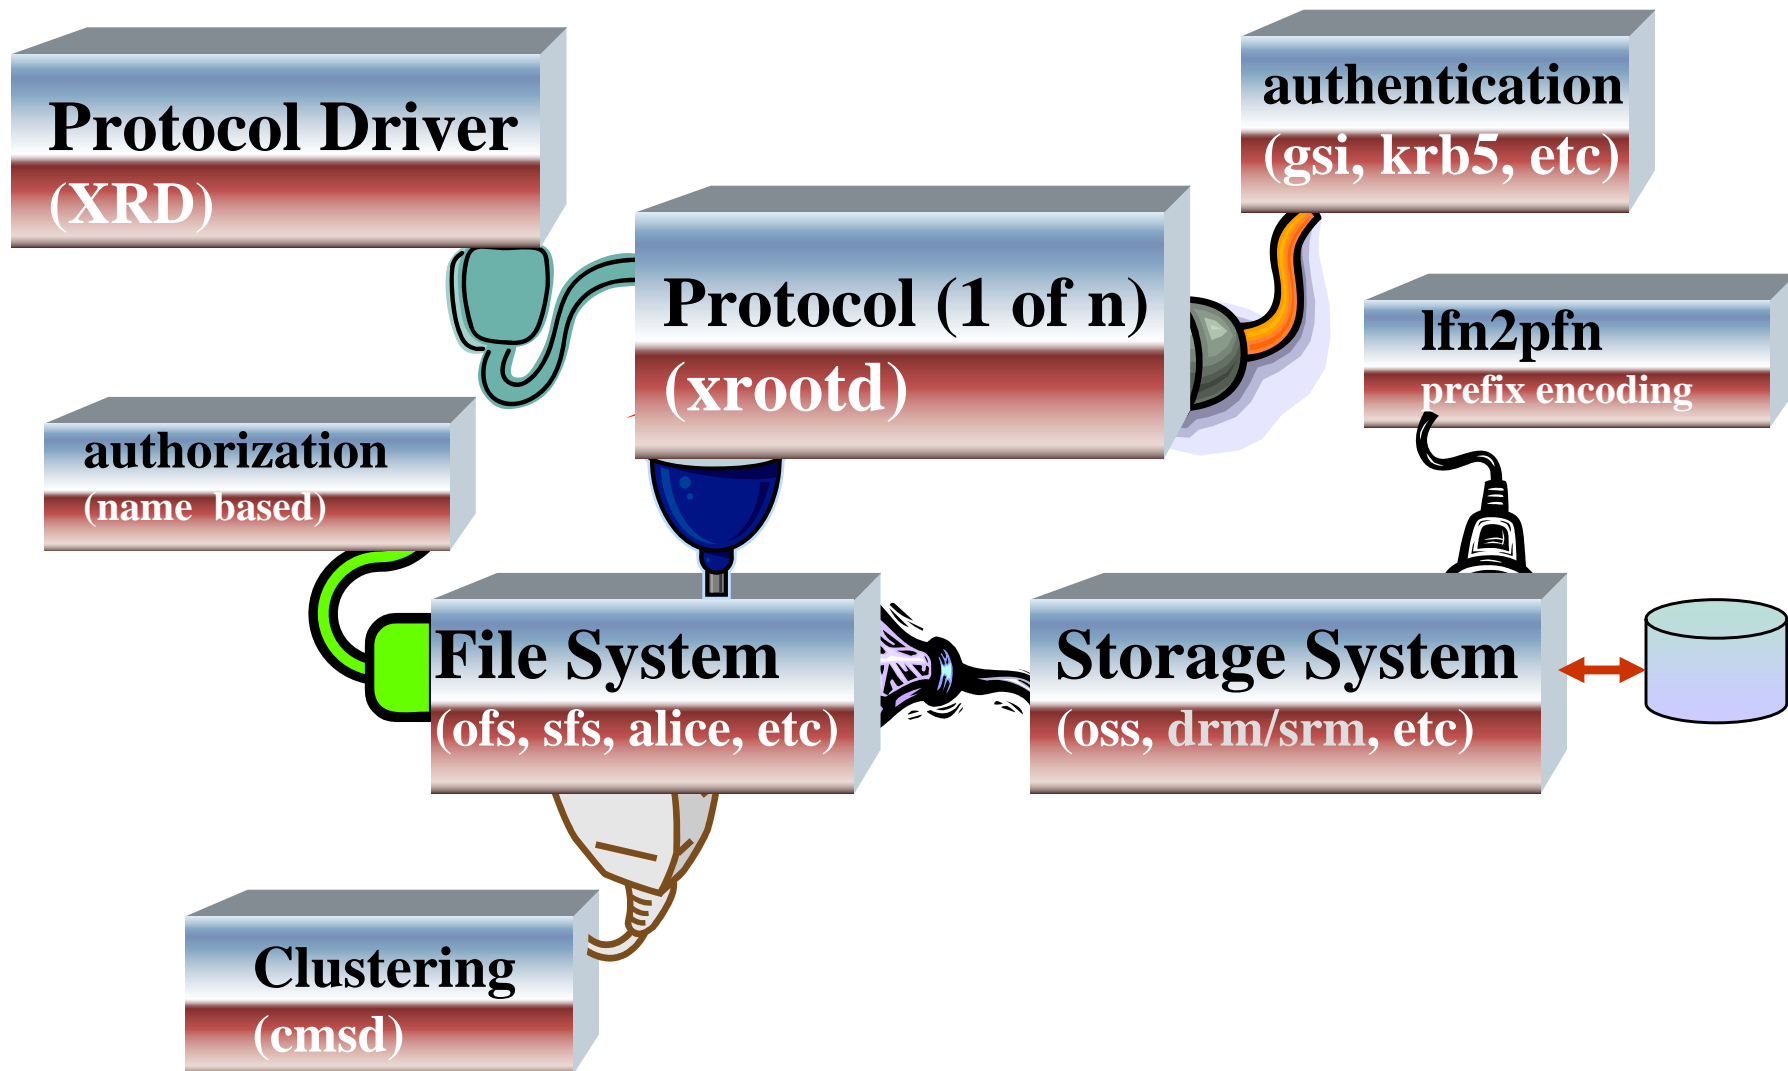 Protocol Driver
(XRD)
authentication
(gsi, krb5, etc)
Protocol (1 of n)
(xrootd)
lfn2pfn
prefix encoding
authorization
(name  based)
File System
(ofs, sfs, alice, etc)
Storage System
(oss, drm/srm, etc)
Clustering
(cmsd)